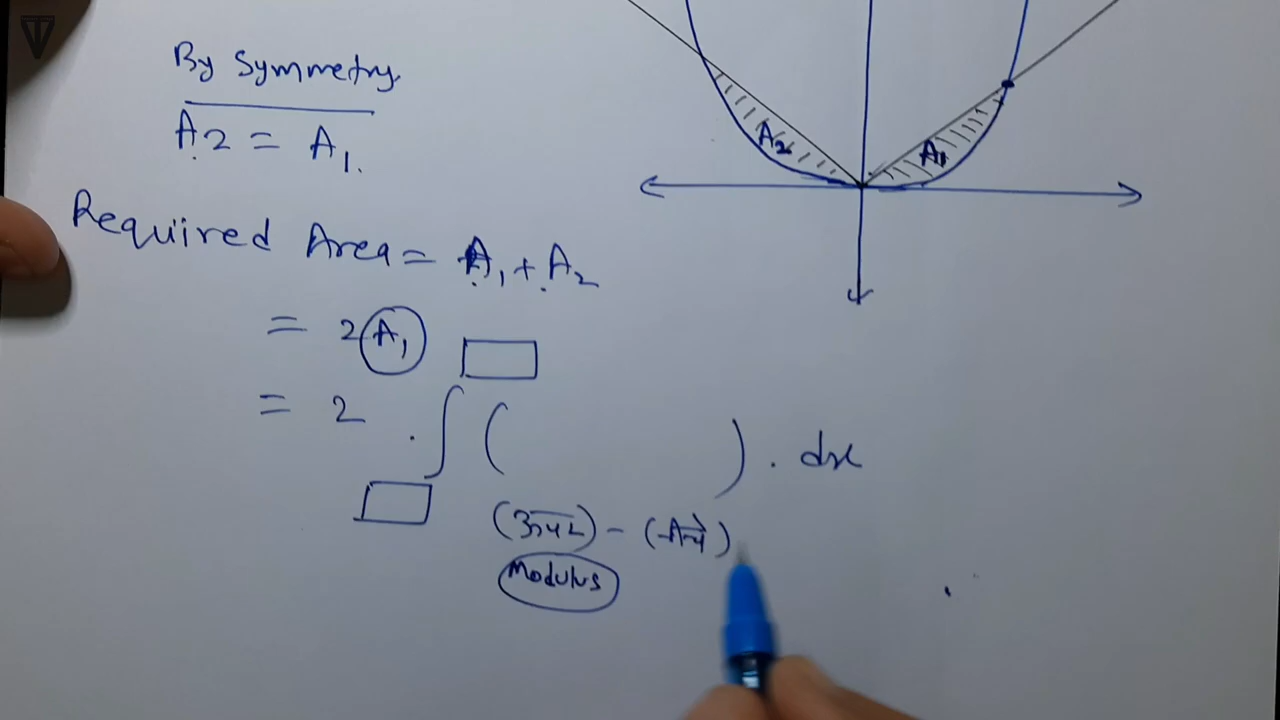 By Symmetry
A2 = A1.
Required Area = A1 + A2
= 2 A1
= 2 . ∫ ( ) . dx
( ) - ( )
Modulus
A2
A1